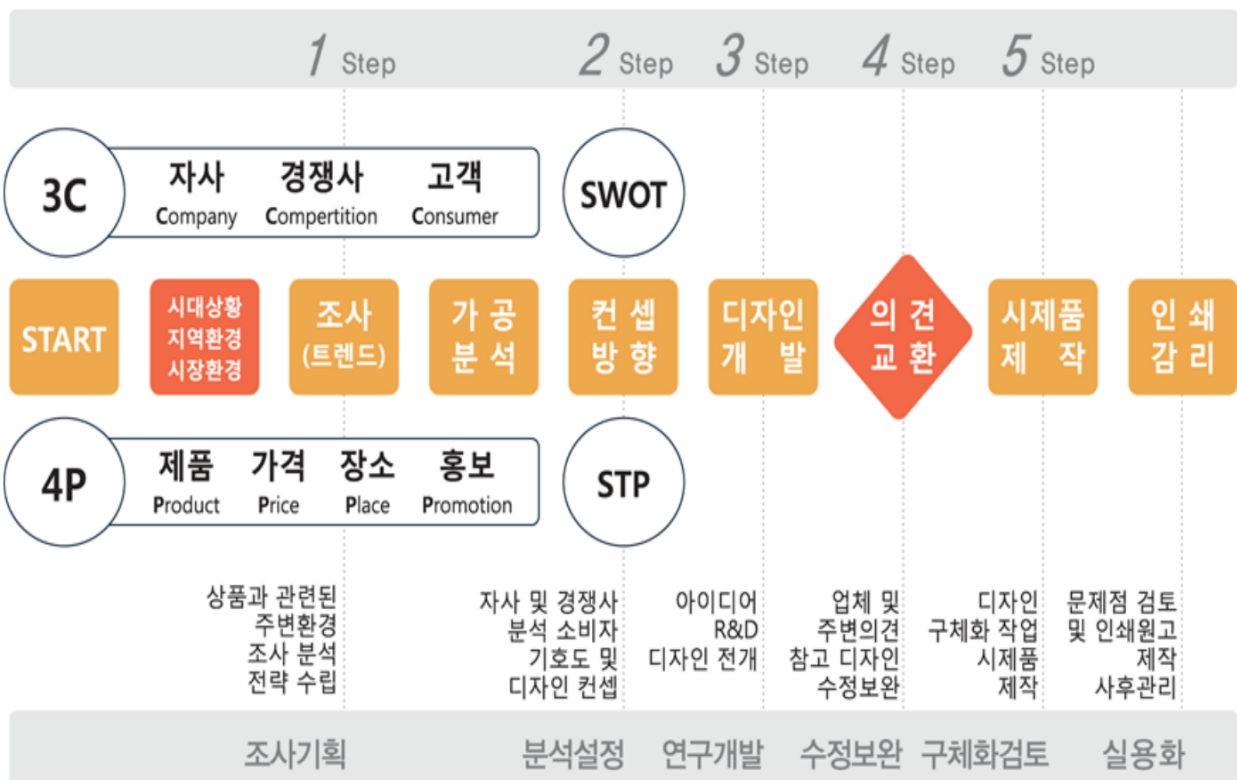 1 Step 2 Step 3 Step 4 Step 5 Step
3C
자사 경쟁사 고객
Company Compertition Consumer
SWOT
START
시대상황
지역환경
시장환경
조사
(트렌드)
가 공
분 석
컨 셉
방 향
디자인
개 발
의 견
교 환
시제품
제 작
인 쇄
감 리
4P
제품 가격 장소 홍보
Product Price Place Promotion
STP
상품과 관련된
주변환경
조사 분석
전략 수립
자사 및 경쟁사
분석 소비자
기호도 및
디자인 컨셉
아이디어
R&D
디자인 전개
업체 및
주변의견
참고 디자인
수정보완
디자인
구체화 작업
시제품
제작
문제점 검토
및 인쇄원고
제작
사후관리
조사기획 분석설정 연구개발 수정보완 구체화검토 실용화